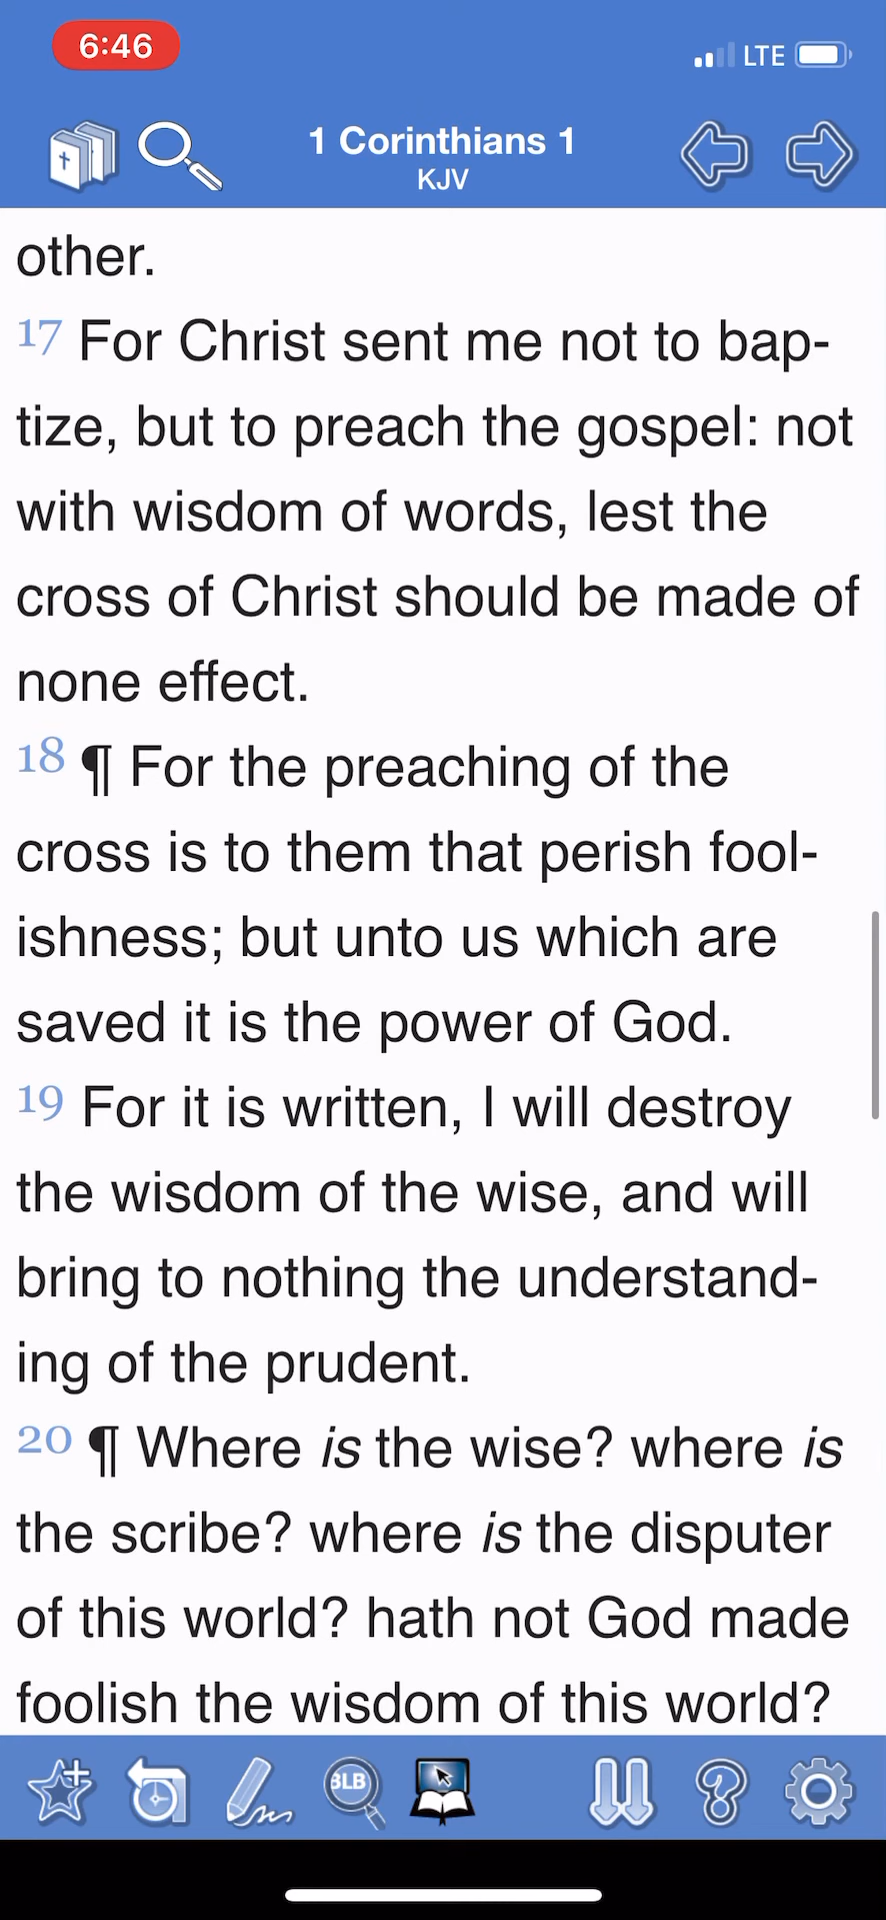 6:46
LTE
1 Corinthians 1
KJV
other.
17 For Christ sent me not to bap-
tize, but to preach the gospel: not
with wisdom of words, lest the
cross of Christ should be made of
none effect.
18 ¶ For the preaching of the
cross is to them that perish fool-
ishness; but unto us which are
saved it is the power of God.
19 For it is written, I will destroy
the wisdom of the wise, and will
bring to nothing the understand-
ing of the prudent.
20 ¶ Where is the wise? where is
the scribe? where is the disputer
of this world? hath not God made
foolish the wisdom of this world?
BLB